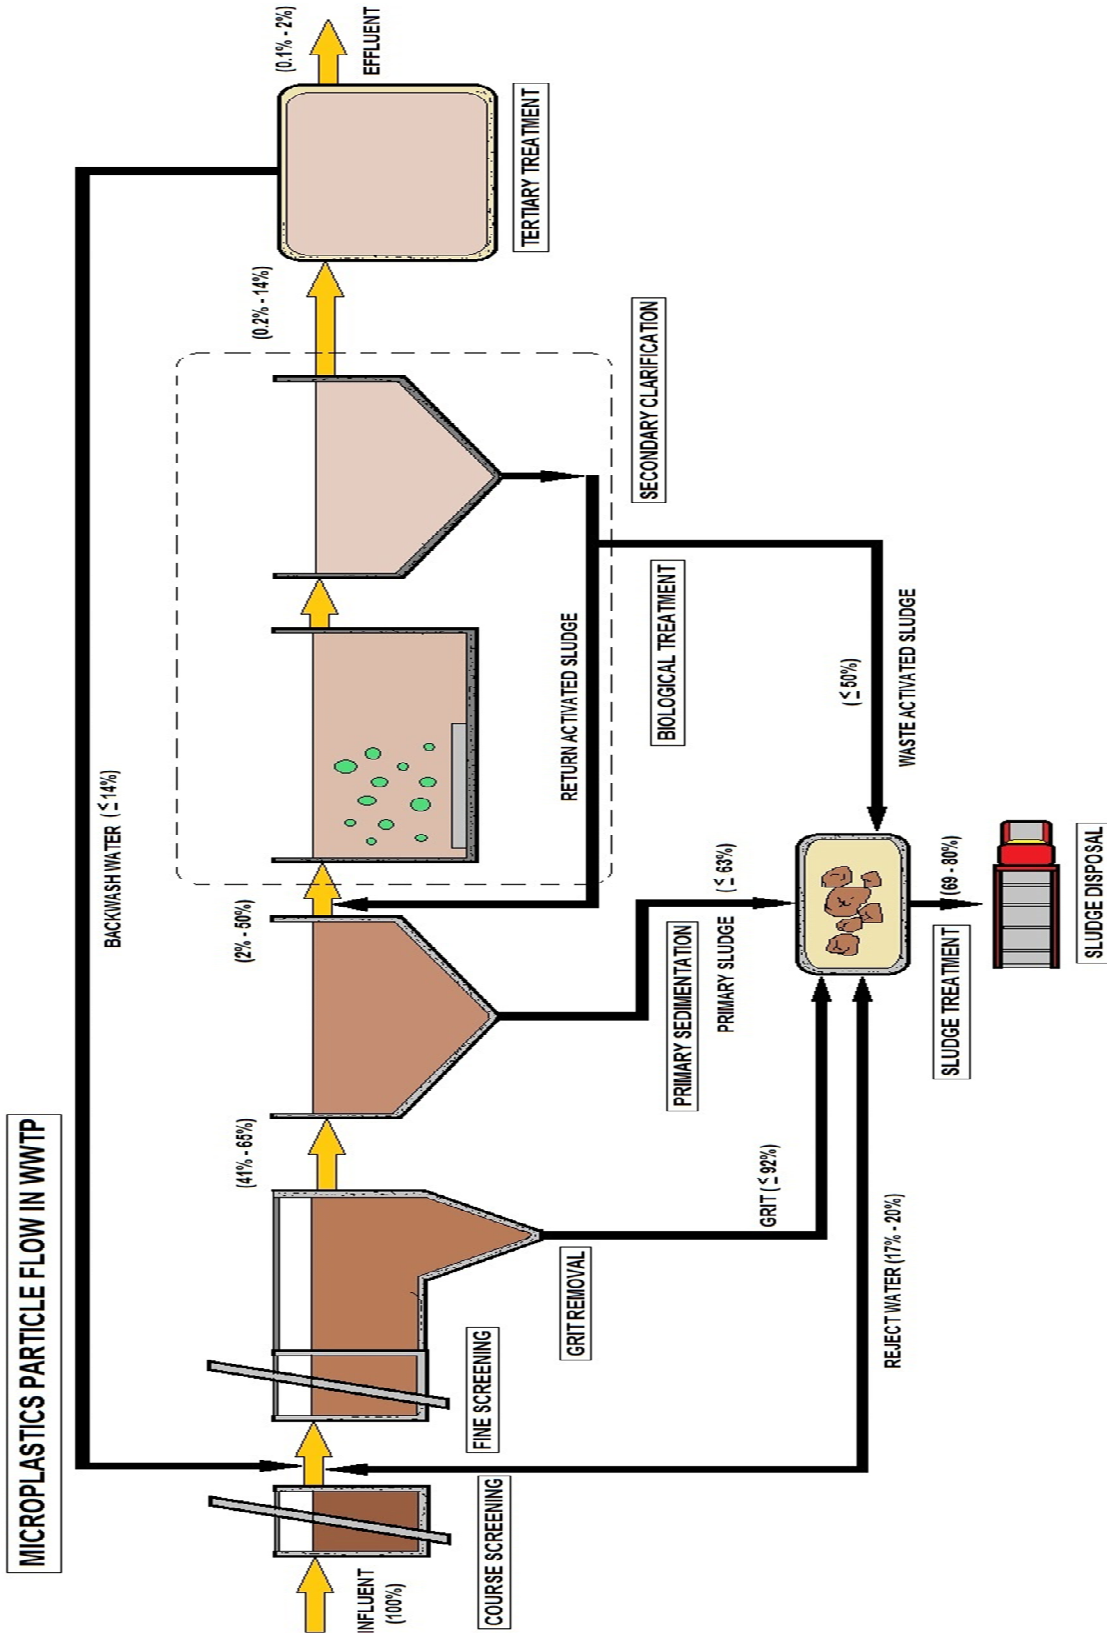 MICROPLASTICS PARTICLE FLOW IN WWTP
BACKWASH WATER (≤14%)
(41% - 65%)
(2% - 50%)
(0.2% - 14%)
(0.1% - 2%)
INFLUENT
(100%)
EFFLUENT
COURSE SCREENING
FINE SCREENING
GRIT REMOVAL
RETURN ACTIVATED SLUDGE
TERTIARY TREATMENT
PRIMARY SEDIMENTATION
BIOLOGICAL TREATMENT
SECONDARY CLARIFICATION
PRIMARY SLUDGE (≤ 63%)
GRIT (≤92%)
(≤50%)
WASTE ACTIVATED SLUDGE
REJECT WATER (17% - 20%)
SLUDGE TREATMENT
(69 - 80%)
SLUDGE DISPOSAL